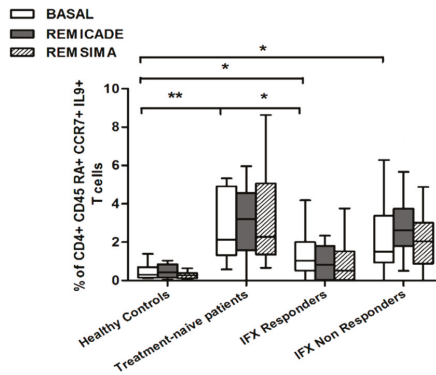 BASAL
REMICADE
REMSIMA
*
*
** *
% of CD4+ CD45 RA+ CCR7+ IL9+
T cells
10
8
6
4
2
0
Healthy Controls
Treatment-naive patients
IFX Responders
IFX Non Responders